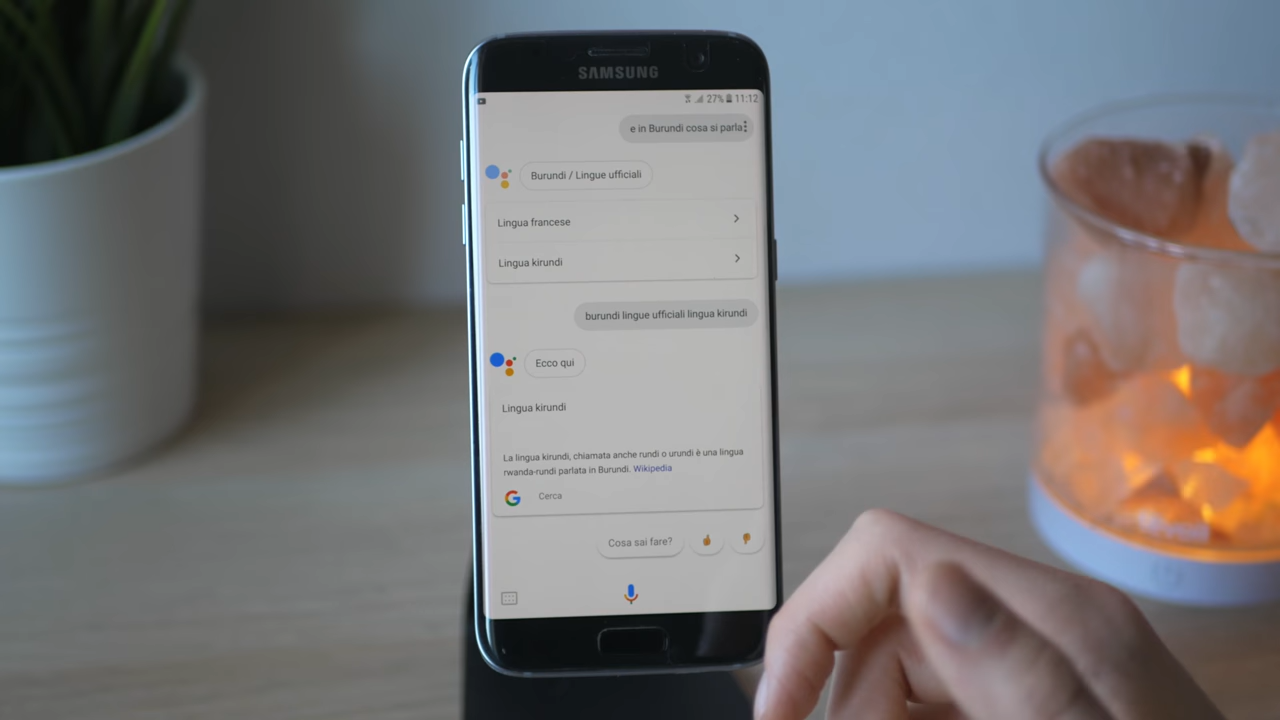 SAMSUNG
27% 11:12
e in Burundi cosa si parla
Burundi / Lingue ufficiali
Lingua francese
Lingua kirundi
burundi lingue ufficiali lingua kirundi
Ecco qui
Lingua kirundi
La lingua kirundi, chiamata anche rundi o urundi è una lingua
rwanda-rundi parlata in Burundi. Wikipedia
G Cerca
Cosa sai fare?